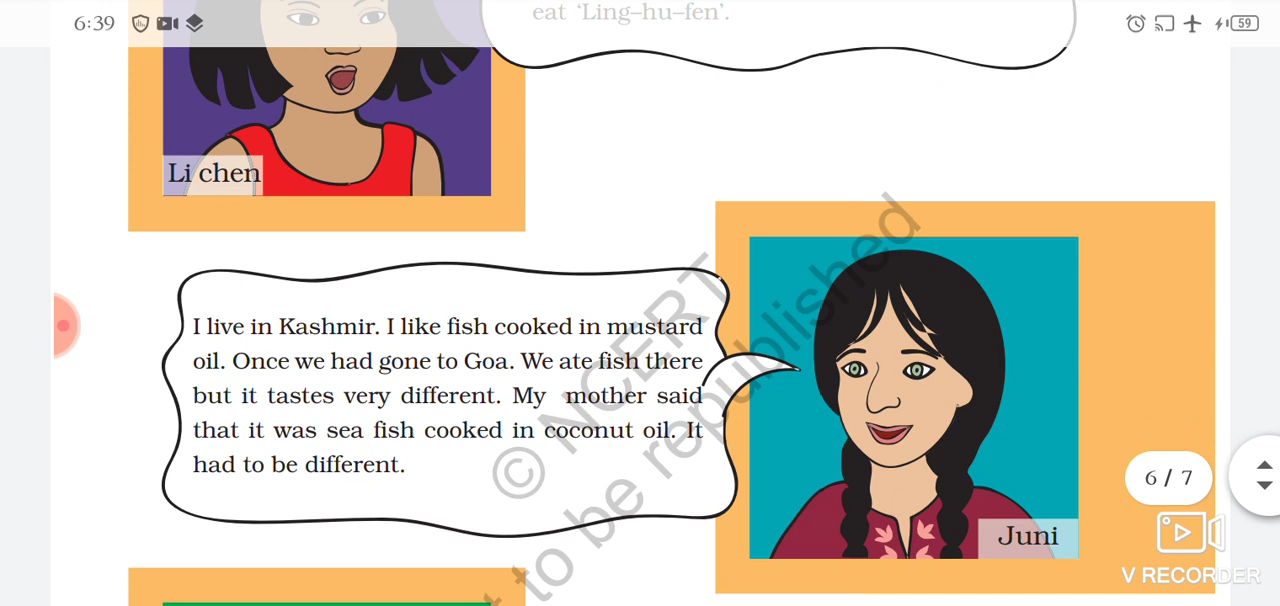 6:39
59
eat ‘Ling–hu–fen’.
Li chen
I live in Kashmir. I like fish cooked in mustard
oil. Once we had gone to Goa. We ate fish there
but it tastes very different. My mother said
that it was sea fish cooked in coconut oil. It
had to be different.
Juni
© NCERT
not to be republished
6 / 7
V RECORDER